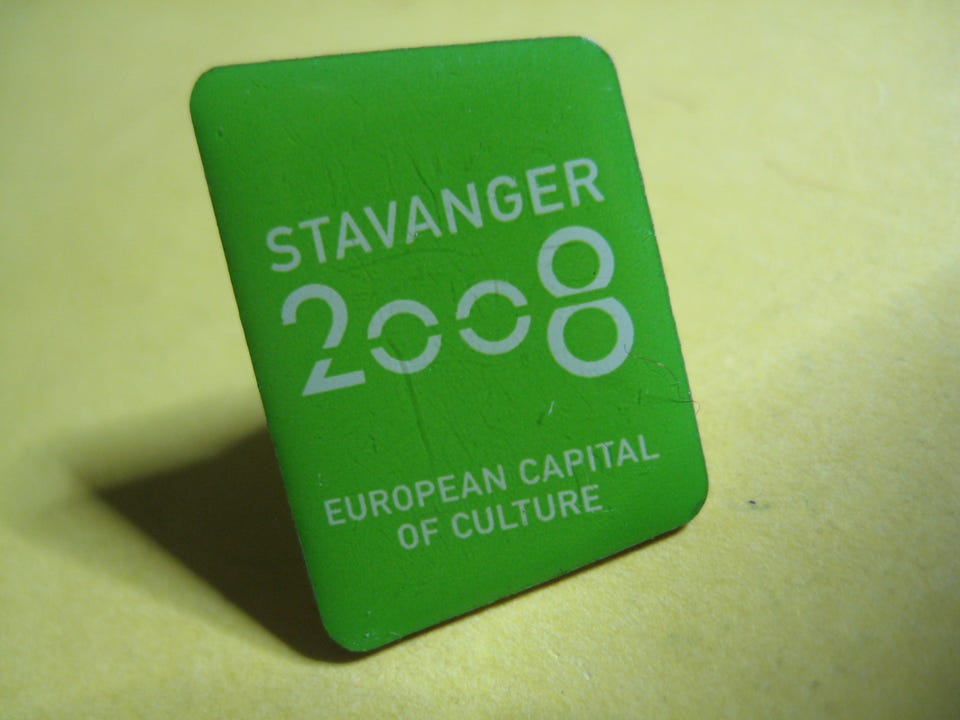 STAVANGER
2008
EUROPEAN CAPITAL
OF CULTURE